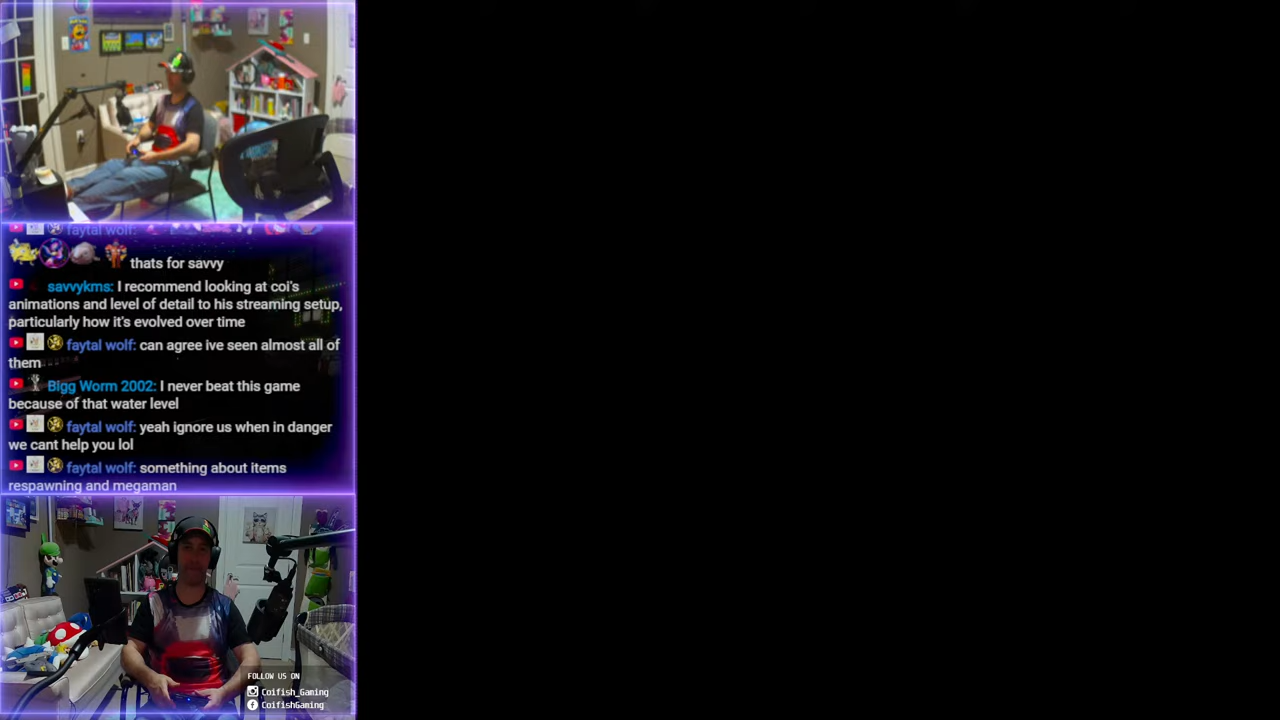 faytal wolf:
thats for savvy
savvykms: I recommend looking at coi's
animations and level of detail to his streaming setup,
particularly how it's evolved over time
faytal wolf: can agree ive seen almost all of
them
Bigg Worm 2002: I never beat this game
because of that water level
faytal wolf: yeah ignore us when in danger
we cant help you lol
faytal wolf: something about items
respawning and megaman
FOLLOW US ON
Coifish_Gaming
CoifishGaming